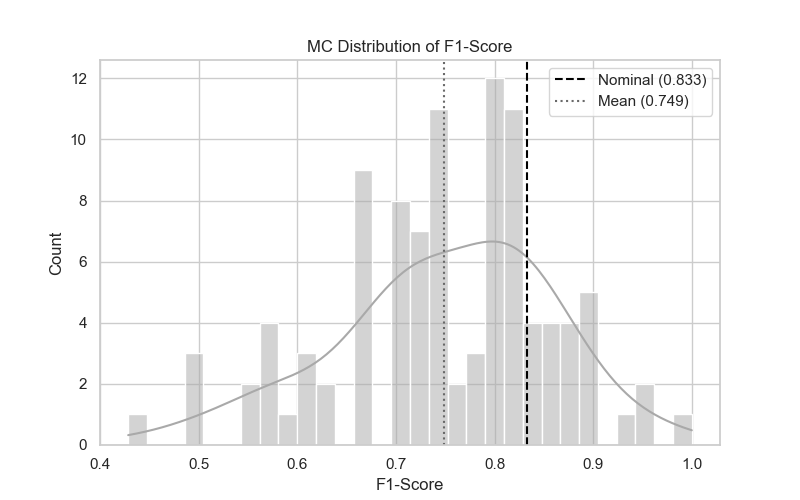 MC Distribution of F1-Score
Nominal (0.833)
Mean (0.749)
Count
12
10
8
6
4
2
0
0.4 0.5 0.6 0.7 0.8 0.9 1.0
F1-Score